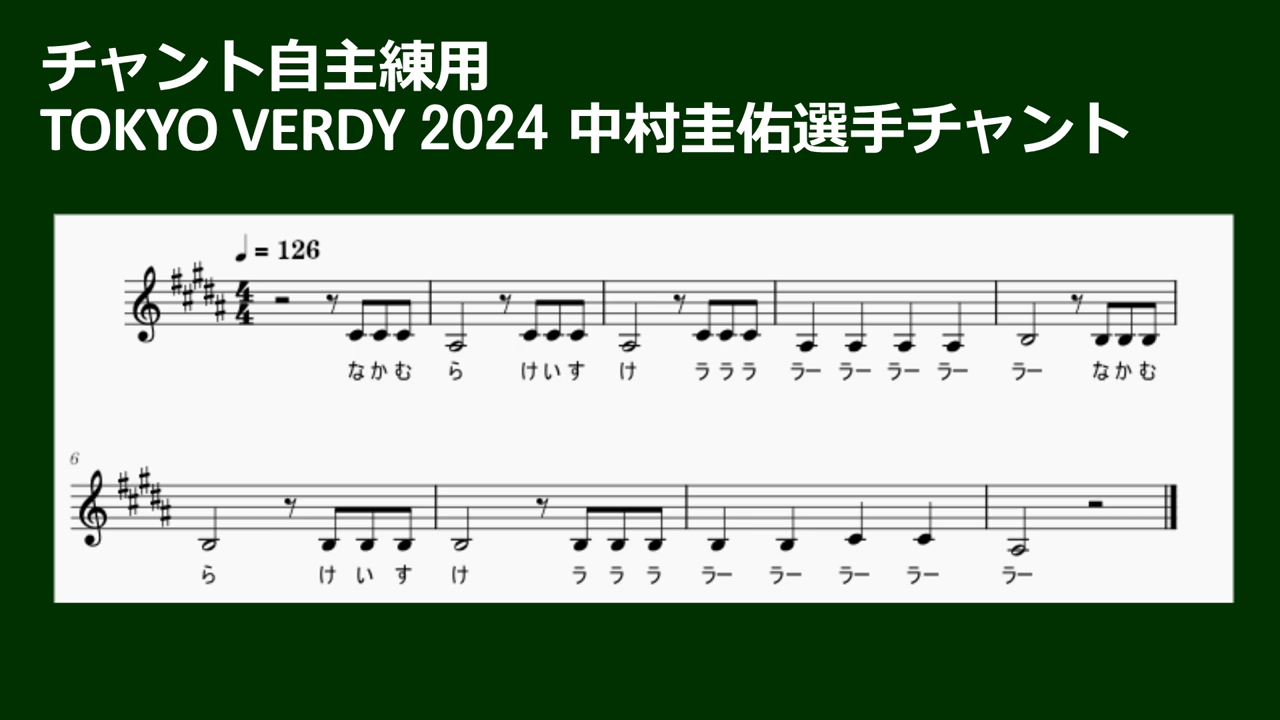 チャント自主練用
TOKYO VERDY 2024 中村圭佑選手チャント
♩ = 126
なかむ ら けいす け ラララ ラー ラー ラー ラー ラー なかむ
6
ら けいす け ラララ ラー ラー ラー ラー ラー